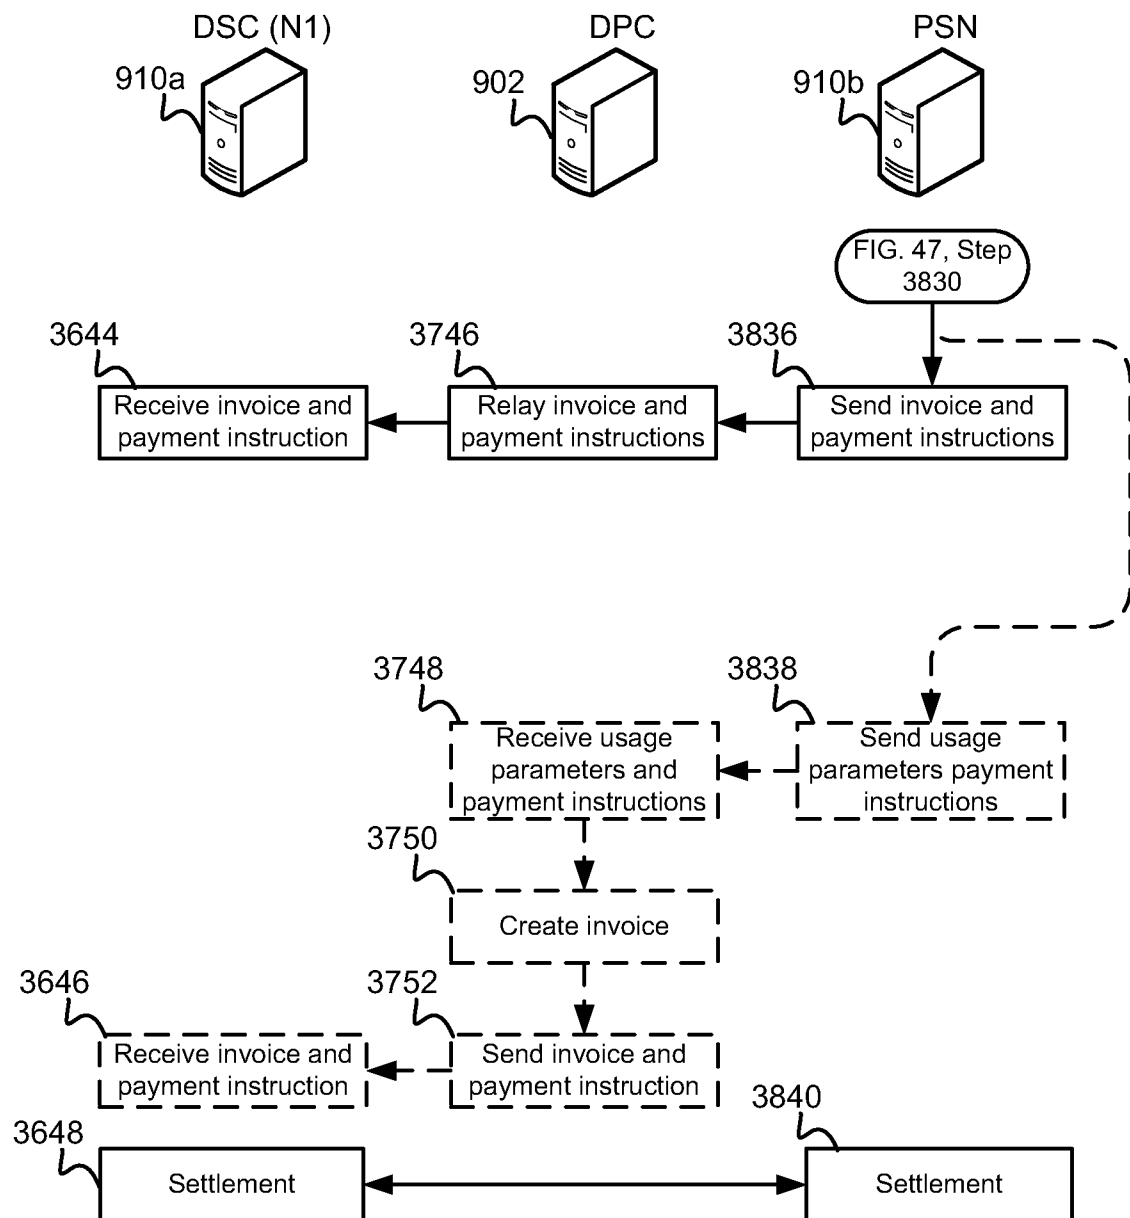 DSC (N1)
DPC
PSN
910a
902
910b
FIG. 47, Step
3830
3644
3746
3836
Receive invoice and
payment instruction
Relay invoice and
payment instructions
Send invoice and
payment instructions
3748
3838
Receive usage
parameters and
payment instructions
Send usage
parameters payment
instructions
3750
Create invoice
3646
3752
Receive invoice and
payment instruction
Send invoice and
payment instruction
3648
3840
Settlement
Settlement